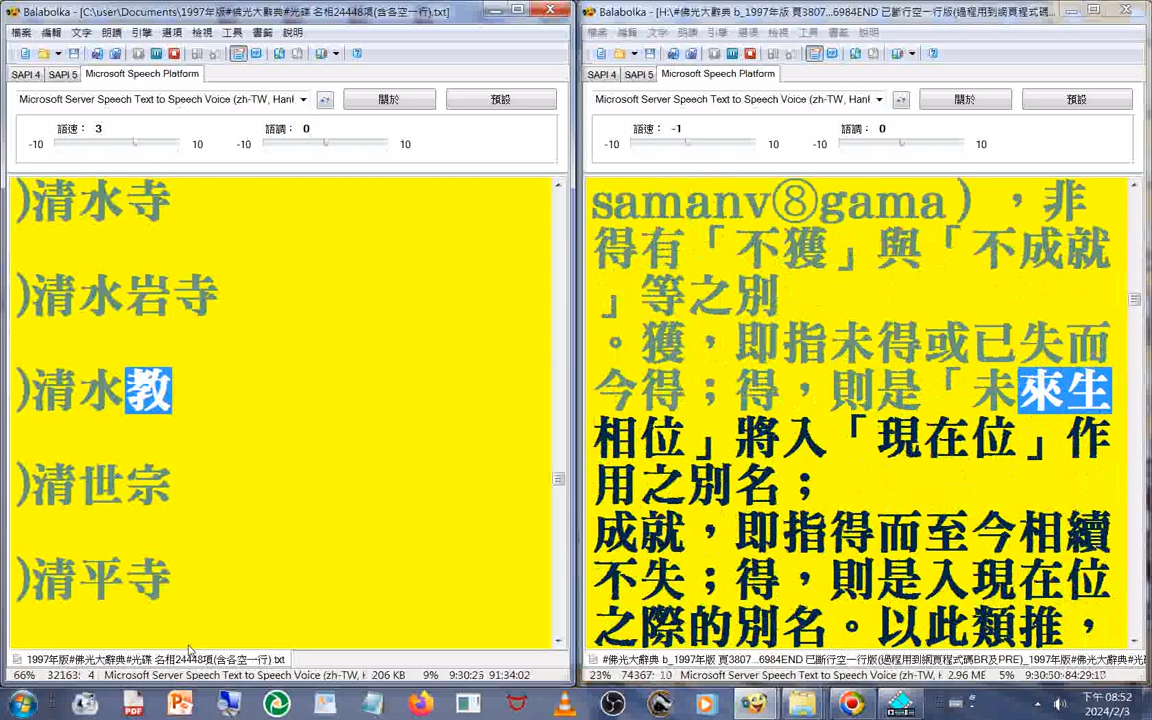 Balabolka - [C:\user\Documents\1997年版#佛光大辭典#光碟 名相24448項(含各空一行).txt]
檔案 編輯 文字 朗讀 引擎 選項 檢視 工具 書籤 說明
SAPI 4 SAPI 5 Microsoft Speech Platform
Microsoft Server Speech Text to Speech Voice (zh-TW, Hanl
關於 預設
語速： 3 語調： 0
-10 10 -10 10
)清水寺
)清水岩寺
)清水教
)清世宗
)清平寺
1997年版#佛光大辭典#光碟 名相24448項(含各空一行).txt
66% 32163: 4 Microsoft Server Speech Text to Speech Voice (zh-TW, H 206 KB 9% 9:30:25 91:34:02
Balabolka - [H:\#佛光大辭典 b_1997年版 頁3807...6984END 已斷行空一行版(過程用到網頁程式碼...
檔案 編輯 文字 朗讀 引擎 選項 檢視 工具 書籤 說明
SAPI 4 SAPI 5 Microsoft Speech Platform
Microsoft Server Speech Text to Speech Voice (zh-TW, Hanl
關於 預設
語速： -1 語調： 0
-10 10 -10 10
samanv⑧gama），非
得有「不獲」與「不成就
」等之別
。獲，即指未得或已失而
今得；得，則是「未來生
相位」將入「現在位」作
用之別名；
成就，即指得而至今相續
不失；得，則是入現在位
之際的別名。以此類推，
#佛光大辭典 b_1997年版 頁3807...6984END 已斷行空一行版(過程用到網頁程式碼BR及PRE)_1997年版#佛光
23% 74367: 10 Microsoft Server Speech Text to Speech Voice (zh-TW, H 2.96 ME 5% 9:30:50-84:29:18
下午 08:52
2024/2/3